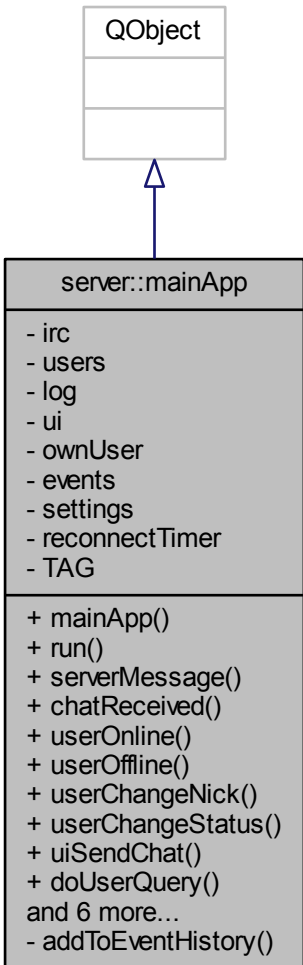 QObject
server::mainApp
- irc
- users
- log
- ui
- ownUser
- events
- settings
- reconnectTimer
- TAG
+ mainApp()
+ run()
+ serverMessage()
+ chatReceived()
+ userOnline()
+ userOffline()
+ userChangeNick()
+ userChangeStatus()
+ uiSendChat()
+ doUserQuery()
and 6 more...
- addToEventHistory()